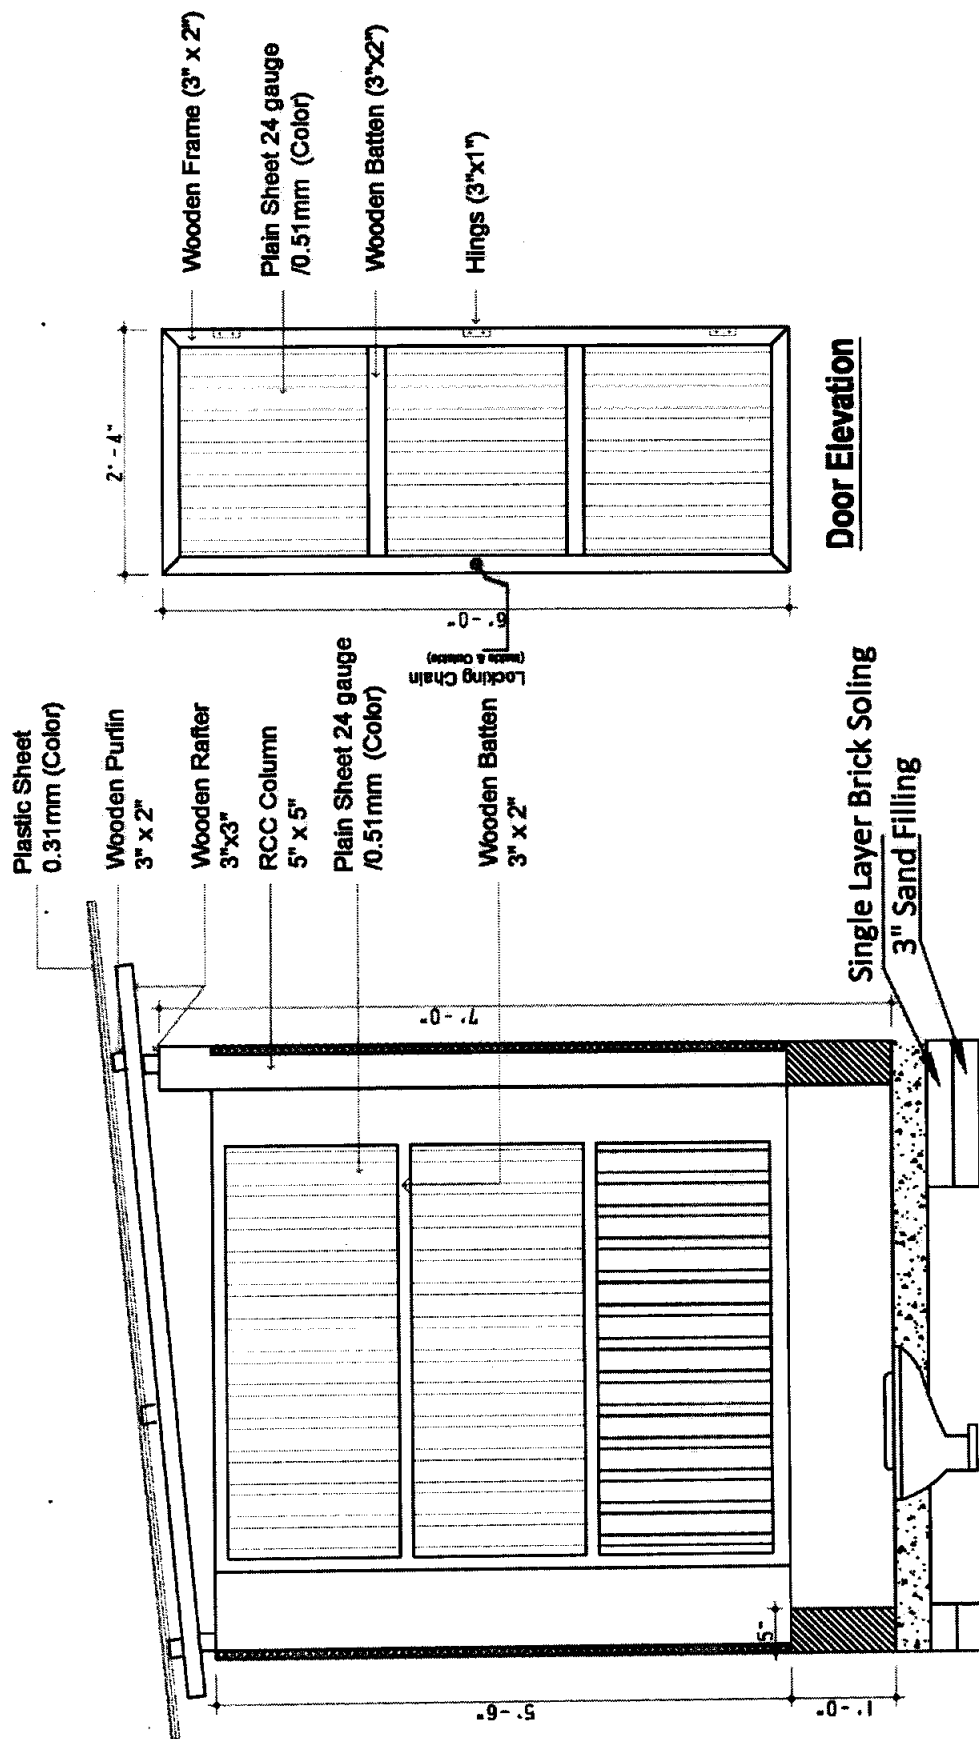 Plastic Sheet
0.31mm (Color)
Wooden Purlin
3" x 2"
Wooden Rafter
3"x3"
RCC Column
5" x 5"
Plain Sheet 24 gauge
/0.51mm (Color)
Wooden Batten
3" x 2"
7'-0"
5'-6"
1'-0"
5"
Single Layer Brick Soling
3" Sand Filling
2'-4"
6'-0"
Wooden Frame (3" x 2")
Plain Sheet 24 gauge
/0.51mm (Color)
Wooden Batten (3"x2")
Hings (3"x1")
Locking Chain
(Inside & Outside)
Door Elevation